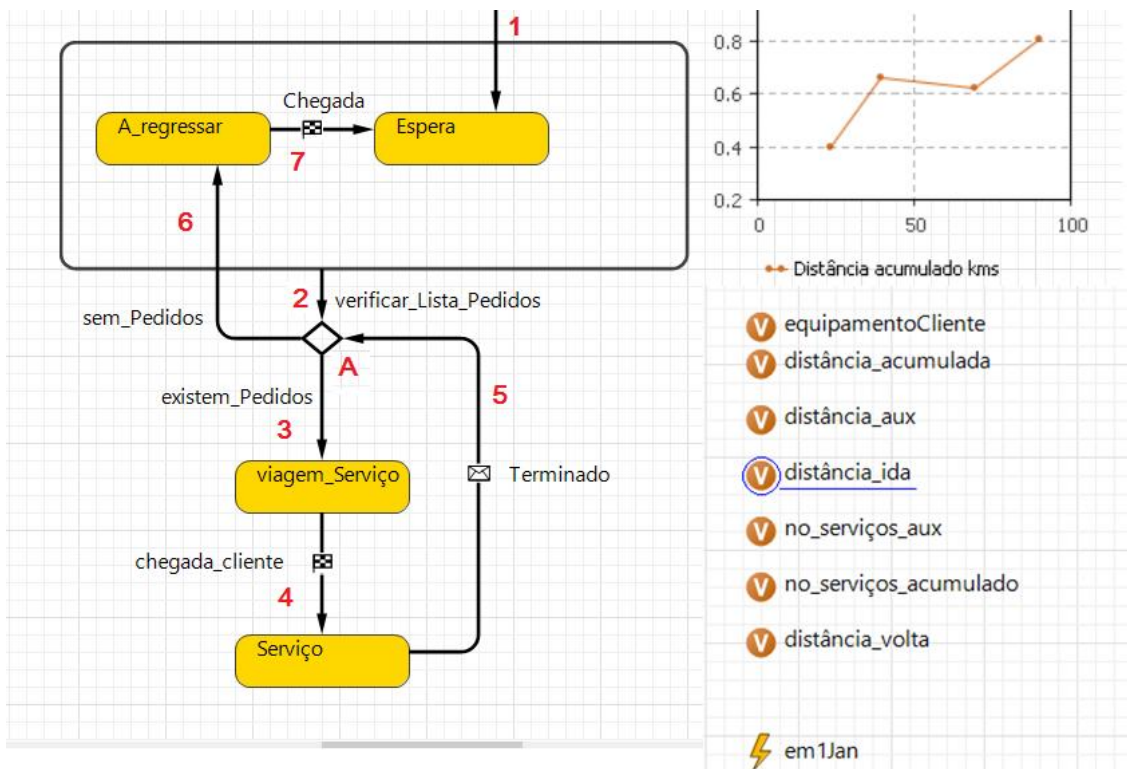 1
Chegada
A_regressar
Espera
7
6
2
verificar_Lista_Pedidos
sem_Pedidos
A
5
existem_Pedidos
3
viagem_Serviço
Terminado
chegada_cliente
4
Serviço
0.8
0.6
0.4
0.2
0 50 100
Distância acumulado kms
V equipamentoCliente
V distância_acumulada
V distância_aux
V distância_ida
V no_serviços_aux
V no_serviços_acumulado
V distância_volta
em1Jan